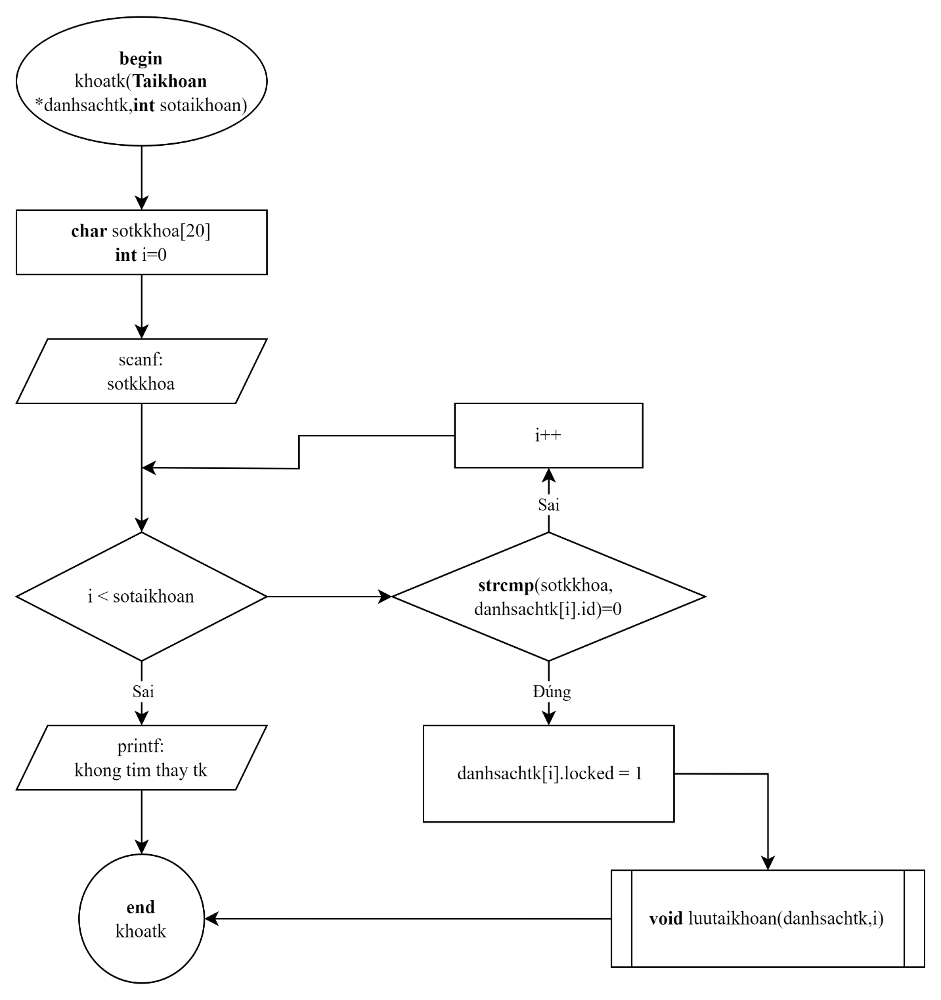 begin
khoatk(Taikhoan
*danhsachtk,int sotaikhoan)
char sotkkhoa[20]
int i=0
scanf:
sotkkhoa
i++
Sai
i < sotaikhoan
strcmp(sotkkhoa,
danhsachtk[i].id)=0
Sai
Đúng
printf:
khong tim thay tk
danhsachtk[i].locked = 1
end
khoatk
void luutaikhoan(danhsachtk,i)